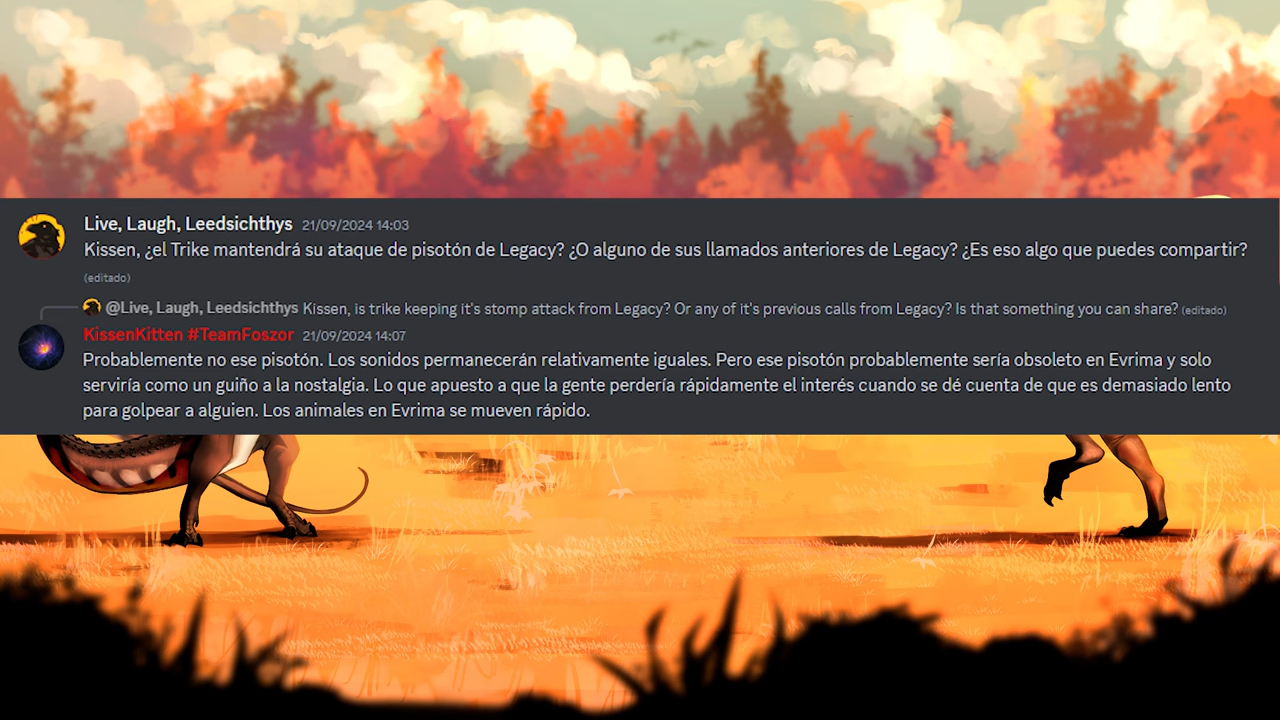 Live, Laugh, Leedsichthys 21/09/2024 14:03
Kissen, ¿el Trike mantendrá su ataque de pisotón de Legacy? ¿O alguno de sus llamados anteriores de Legacy? ¿Es eso algo que puedes compartir?
(editado)
@Live, Laugh, Leedsichthys Kissen, is trike keeping it's stomp attack from Legacy? Or any of it's previous calls from Legacy? Is that something you can share? (editado)
KissenKitten #TeamFoszor 21/09/2024 14:07
Probablemente no ese pisotón. Los sonidos permanecerán relativamente iguales. Pero ese pisotón probablemente sería obsoleto en Evrima y solo
serviría como un guiño a la nostalgia. Lo que apuesto a que la gente perdería rápidamente el interés cuando se dé cuenta de que es demasiado lento
para golpear a alguien. Los animales en Evrima se mueven rápido.